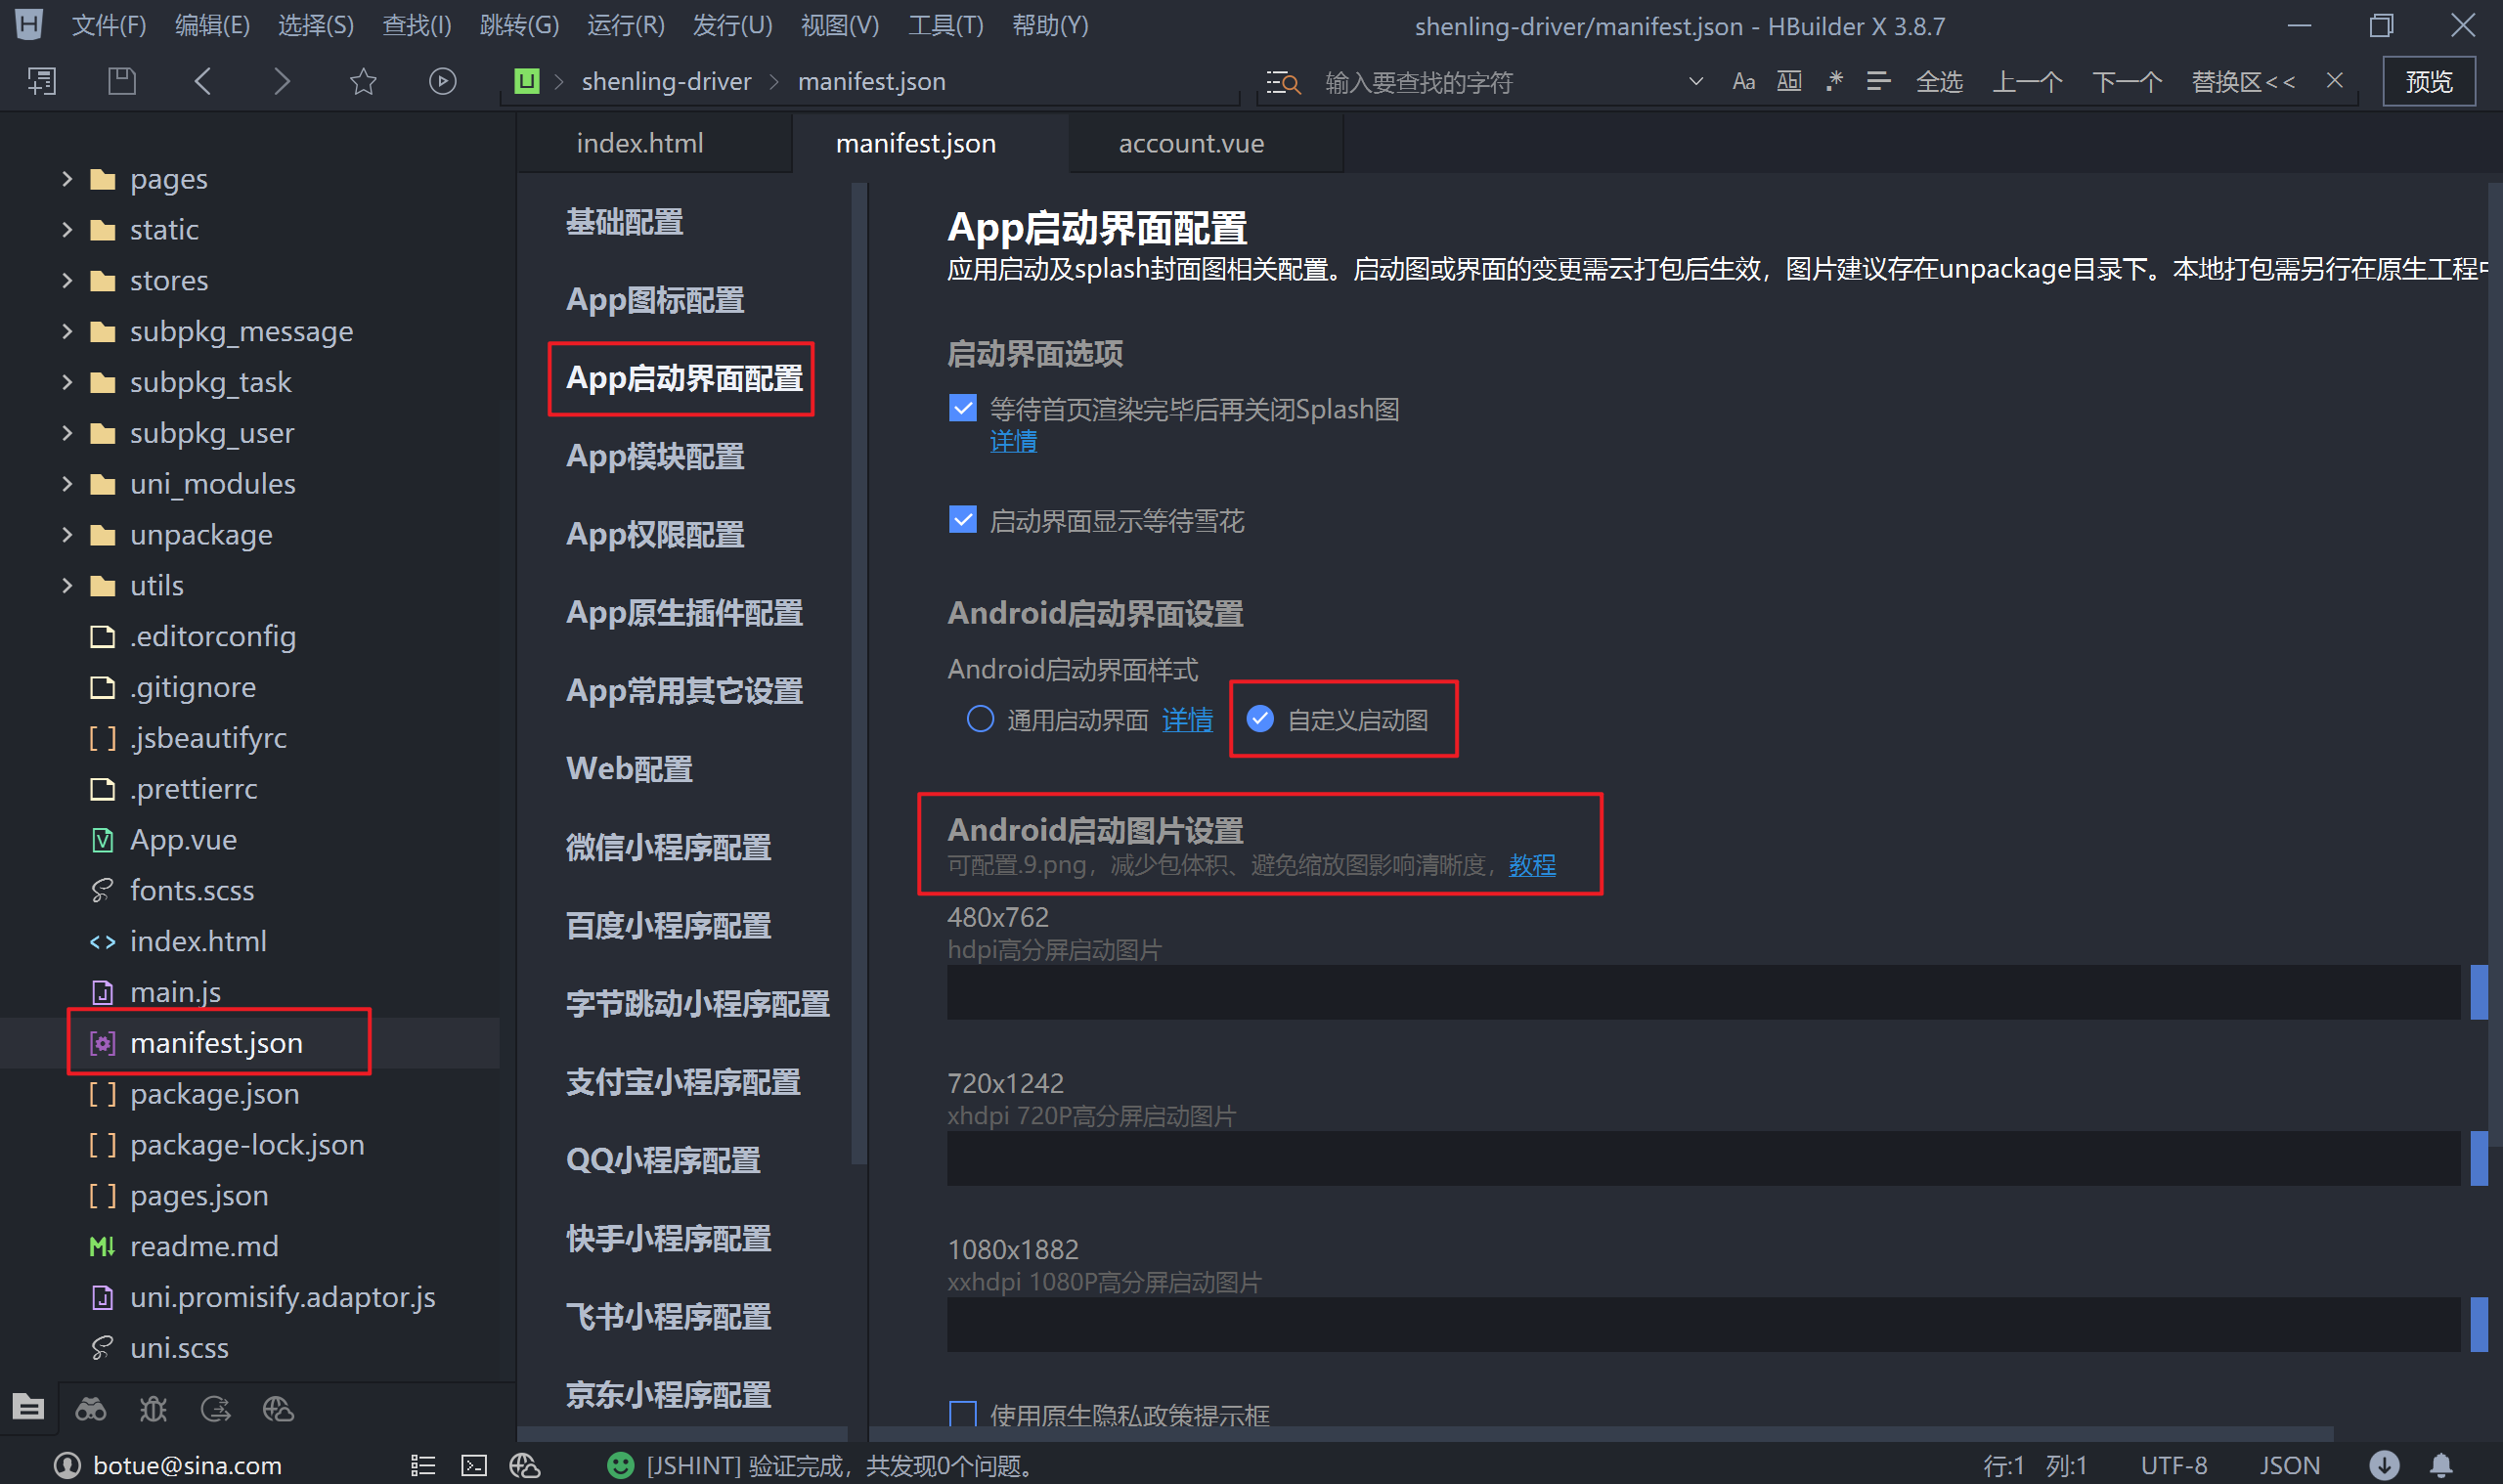 文件(F) 编辑(E) 选择(S) 查找(I) 跳转(G) 运行(R) 发行(U) 视图(V) 工具(T) 帮助(Y) shenling-driver/manifest.json - HBuilder X 3.8.7
shenling-driver manifest.json 输入要查找的字符 Aa Ab| .* 全选 上一个 下一个 替换区<< 预览
index.html manifest.json account.vue
pages
static
stores
subpkg_message
subpkg_task
subpkg_user
uni_modules
unpackage
utils
.editorconfig
.gitignore
.jsbeautifyrc
.prettierrc
App.vue
fonts.scss
index.html
main.js
manifest.json
package.json
package-lock.json
pages.json
readme.md
uni.promisify.adaptor.js
uni.scss
基础配置
App图标配置
App启动界面配置
App模块配置
App权限配置
App原生插件配置
App常用其它设置
Web配置
微信小程序配置
百度小程序配置
字节跳动小程序配置
支付宝小程序配置
QQ小程序配置
快手小程序配置
飞书小程序配置
京东小程序配置
App启动界面配置
应用启动及splash封面图相关配置。启动图或界面的变更需云打包后生效，图片建议存在unpackage目录下。本地打包需另行在原生工程中
启动界面选项
等待首页渲染完毕后再关闭Splash图
详情
启动界面显示等待雪花
Android启动界面设置
Android启动界面样式
通用启动界面 详情 自定义启动图
Android启动图片设置
可配置.9.png，减少包体积、避免缩放图影响清晰度，教程
480x762
hdpi高分屏启动图片
720x1242
xhdpi 720P高分屏启动图片
1080x1882
xxhdpi 1080P高分屏启动图片
使用原生隐私政策提示框
botue@sina.com [JSHINT] 验证完成，共发现0个问题。 行:1 列:1 UTF-8 JSON